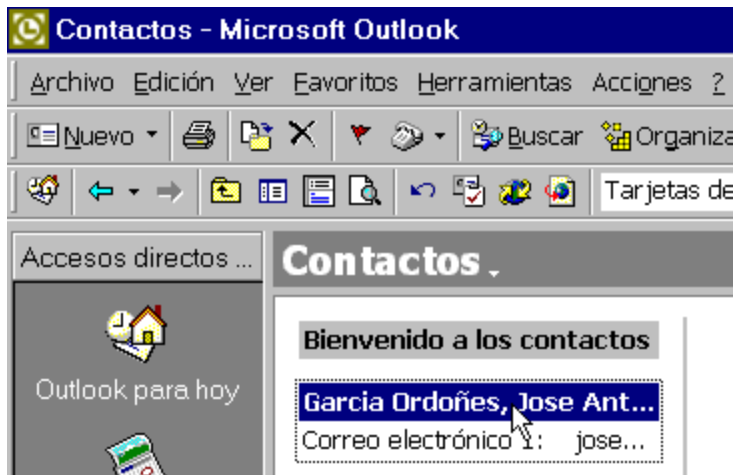 Contactos - Microsoft Outlook
Archivo Edición Ver Favoritos Herramientas Acciones ?
Nuevo Buscar Organiza
Tarjetas de
Accesos directos ... Contactos
Bienvenido a los contactos
Outlook para hoy
Garcia Ordoñes, Jose Ant...
Correo electrónico 1: jose...